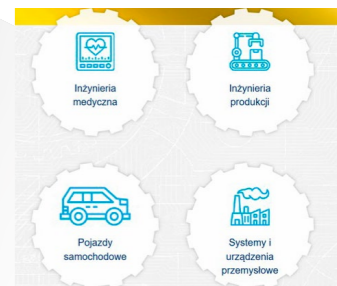 Inżynieria
medyczna
Inżynieria
produkcji
Pojazdy
samochodowe
Systemy i
urządzenia
przemysłowe